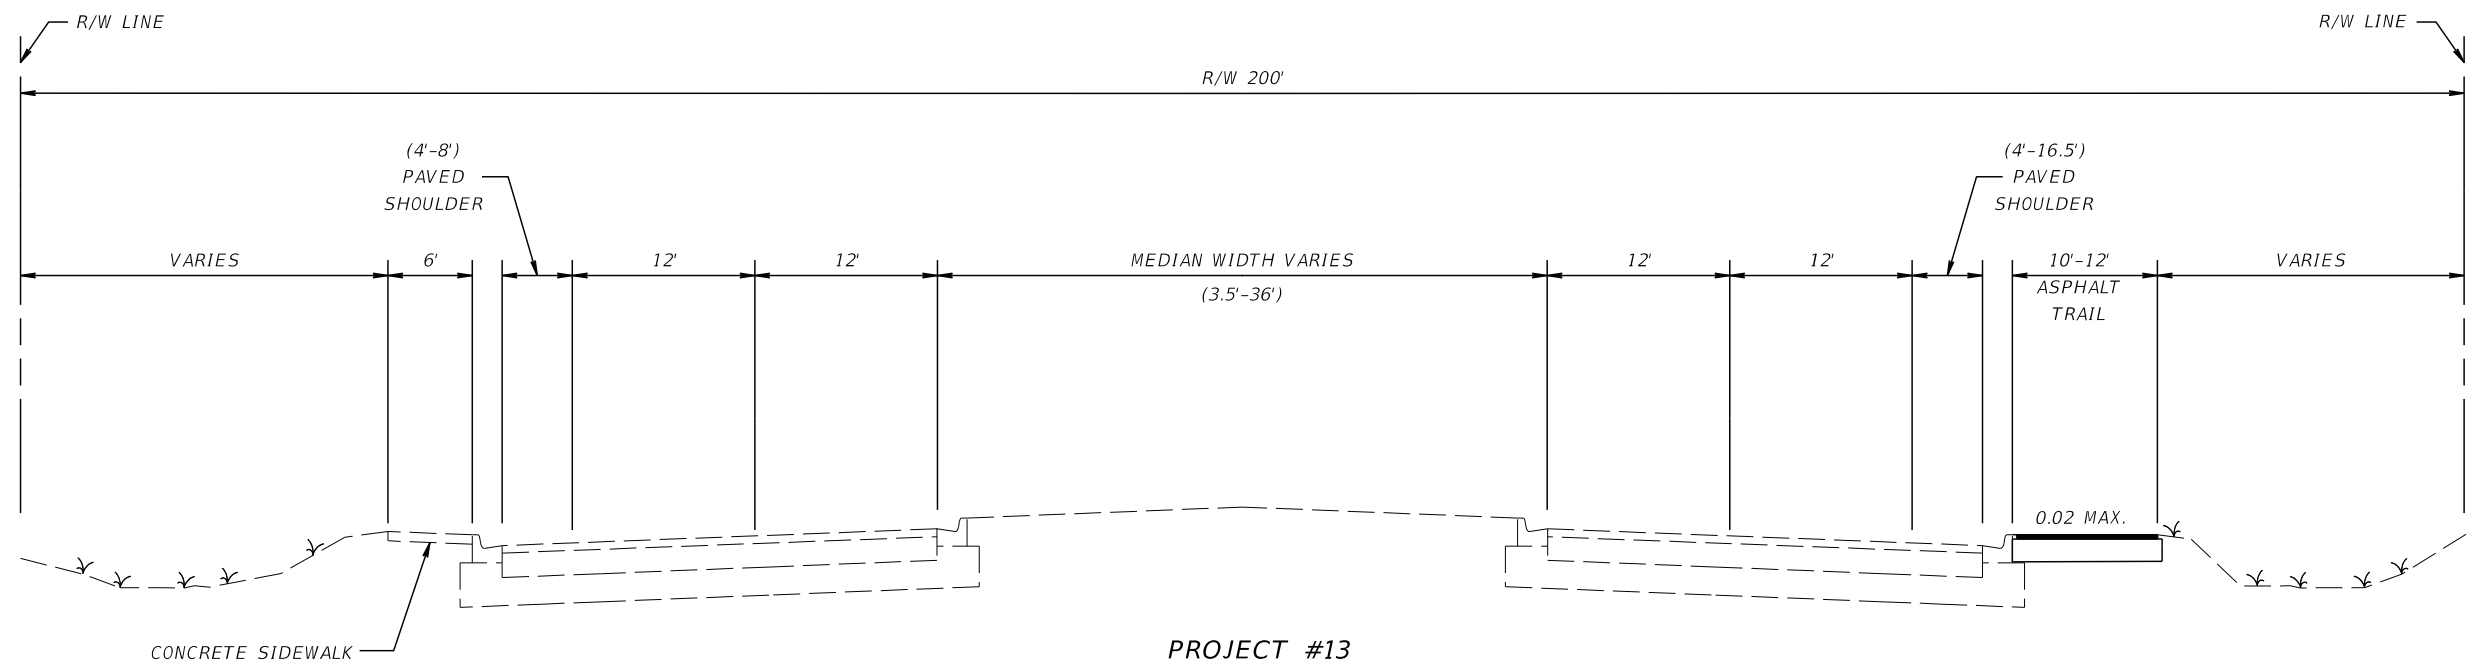 R/W LINE
R/W LINE
R/W 200'
(4'-8')
PAVED
SHOULDER
(4'-16.5')
PAVED
SHOULDER
VARIES
6'
12'
12'
MEDIAN WIDTH VARIES
(3.5'-36')
12'
12'
10'-12'
ASPHALT
TRAIL
VARIES
0.02 MAX.
CONCRETE SIDEWALK
PROJECT #13